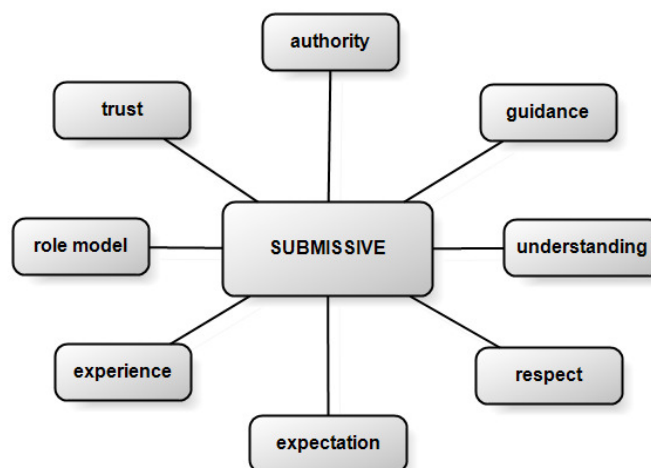 authority
trust
guidance
role model
SUBMISSIVE
understanding
experience
respect
expectation